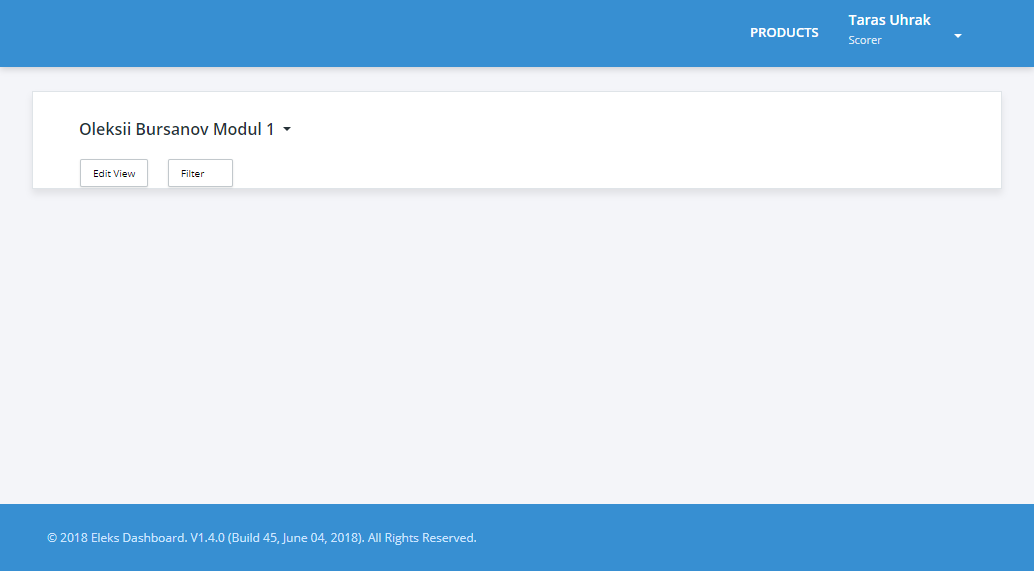 PRODUCTS
Taras Uhrak
Scorer
Oleksii Bursanov Modul 1
Edit View
Filter
© 2018 Eleks Dashboard. V1.4.0 (Build 45, June 04, 2018). All Rights Reserved.